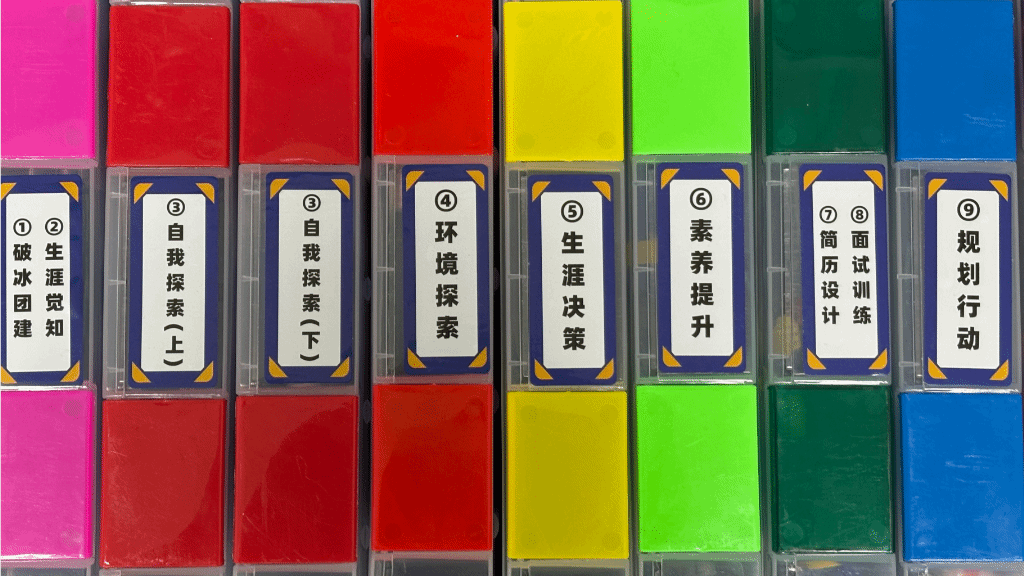 ①破冰团建
②生涯觉知
③自我探索(上)
③自我探索(下)
④环境探索
⑤生涯决策
⑥素养提升
⑦简历设计
⑧面试训练
⑨规划行动